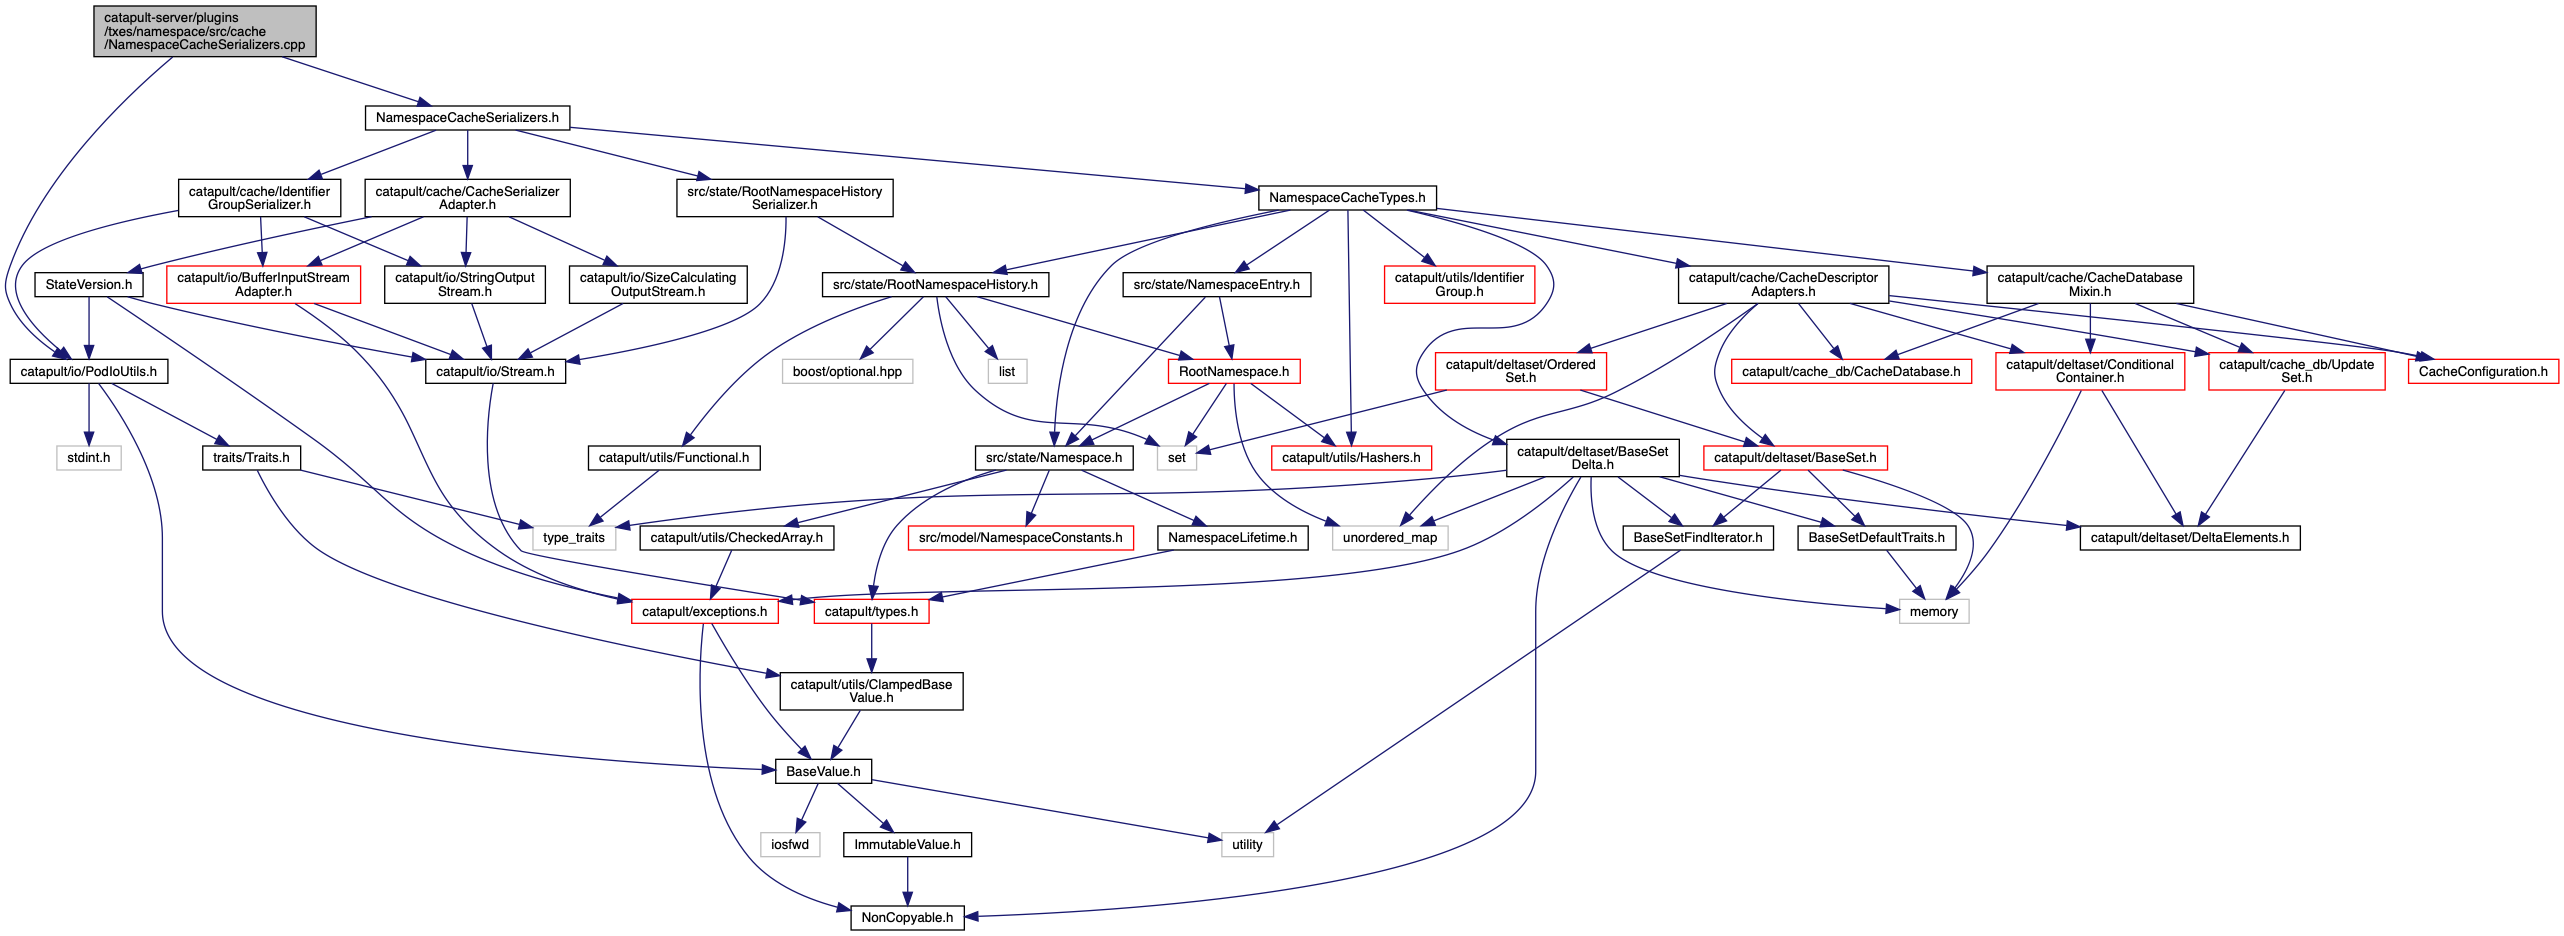 catapult-server/plugins
/txes/namespace/src/cache
/NamespaceCacheSerializers.cpp
NamespaceCacheSerializers.h
catapult/cache/Identifier
GroupSerializer.h
catapult/cache/CacheSerializer
Adapter.h
src/state/RootNamespaceHistory
Serializer.h
NamespaceCacheTypes.h
StateVersion.h
catapult/io/BufferInputStream
Adapter.h
catapult/io/StringOutput
Stream.h
catapult/io/SizeCalculating
OutputStream.h
src/state/RootNamespaceHistory.h
src/state/NamespaceEntry.h
catapult/utils/Identifier
Group.h
catapult/cache/CacheDescriptor
Adapters.h
catapult/cache/CacheDatabase
Mixin.h
catapult/io/PodIoUtils.h
catapult/io/Stream.h
boost/optional.hpp
list
RootNamespace.h
catapult/deltaset/Ordered
Set.h
catapult/cache_db/CacheDatabase.h
catapult/deltaset/Conditional
Container.h
catapult/cache_db/Update
Set.h
CacheConfiguration.h
stdint.h
traits/Traits.h
catapult/utils/Functional.h
src/state/Namespace.h
set
catapult/utils/Hashers.h
catapult/deltaset/BaseSet
Delta.h
catapult/deltaset/BaseSet.h
type_traits
catapult/utils/CheckedArray.h
src/model/NamespaceConstants.h
NamespaceLifetime.h
unordered_map
BaseSetFindIterator.h
BaseSetDefaultTraits.h
catapult/deltaset/DeltaElements.h
catapult/exceptions.h
catapult/types.h
memory
catapult/utils/ClampedBase
Value.h
BaseValue.h
iosfwd
ImmutableValue.h
utility
NonCopyable.h